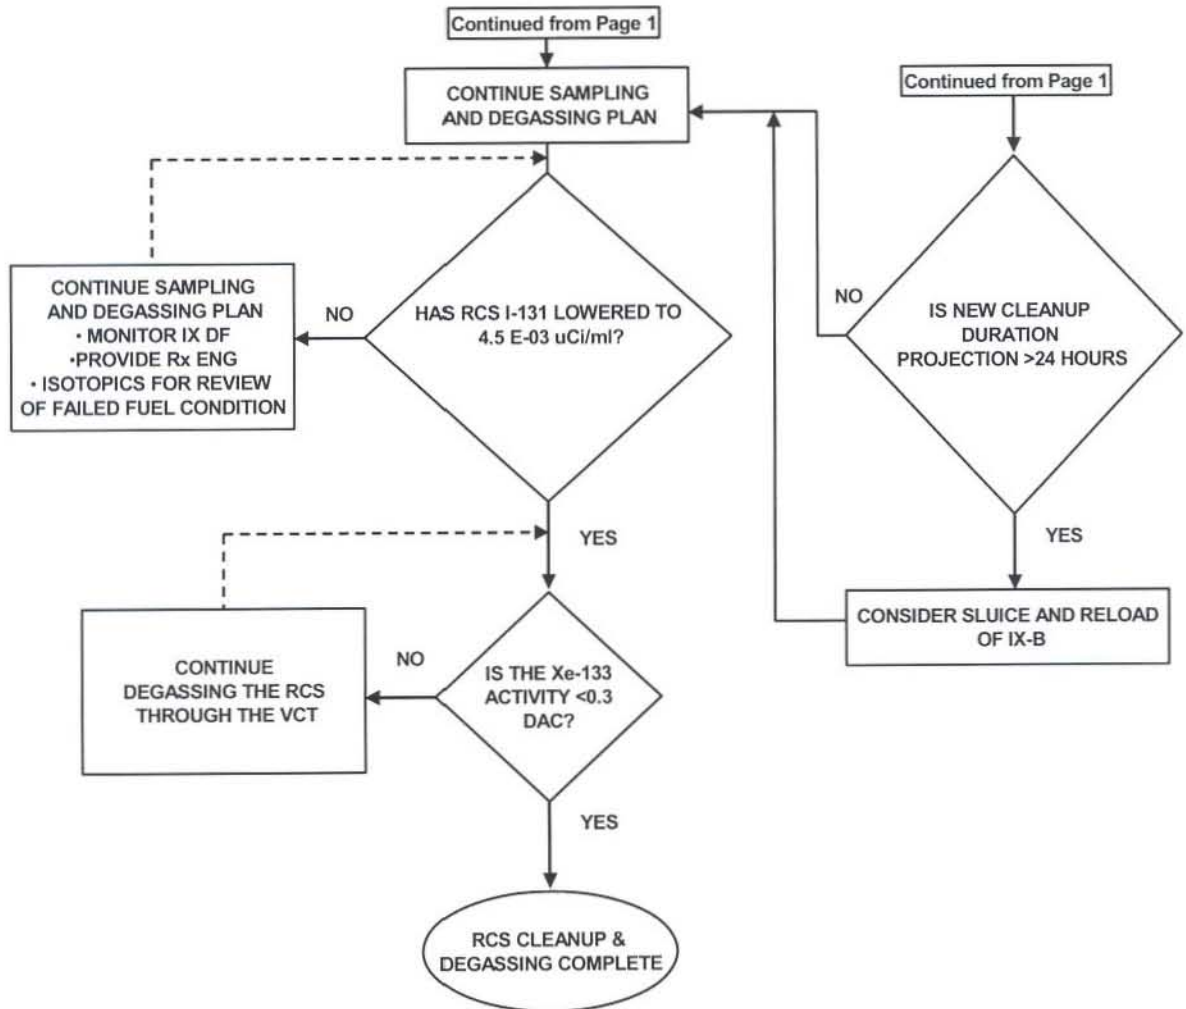 Continued from Page 1
CONTINUE SAMPLING
AND DEGASSING PLAN
Continued from Page 1
CONTINUE SAMPLING
AND DEGASSING PLAN
• MONITOR IX DF
•PROVIDE Rx ENG
• ISOTOPICS FOR REVIEW
OF FAILED FUEL CONDITION
NO
HAS RCS I-131 LOWERED TO
4.5 E-03 uCi/ml?
NO
IS NEW CLEANUP
DURATION
PROJECTION >24 HOURS
YES
YES
CONSIDER SLUICE AND RELOAD
OF IX-B
CONTINUE
DEGASSING THE RCS
THROUGH THE VCT
NO
IS THE Xe-133
ACTIVITY <0.3
DAC?
YES
RCS CLEANUP &
DEGASSING COMPLETE